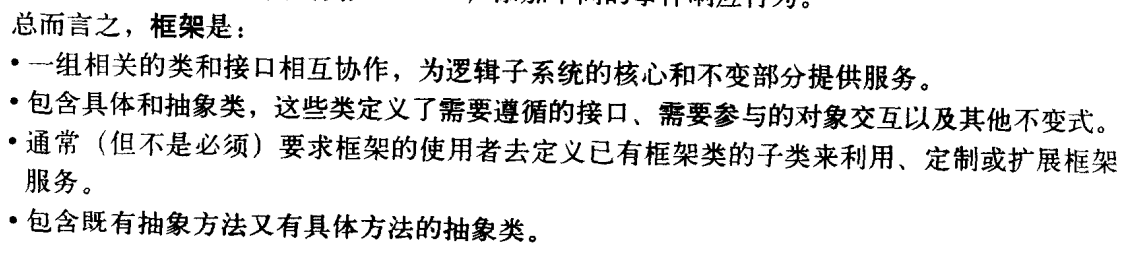 总而言之，框架是：
• 一组相关的类和接口相互协作，为逻辑子系统的核心和不变部分提供服务。
• 包含具体和抽象类，这些类定义了需要遵循的接口、需要参与的对象交互以及其他不变式。
• 通常（但不是必须）要求框架的使用者去定义已有框架类的子类来利用、定制或扩展框架
服务。
• 包含既有抽象方法又有具体方法的抽象类。